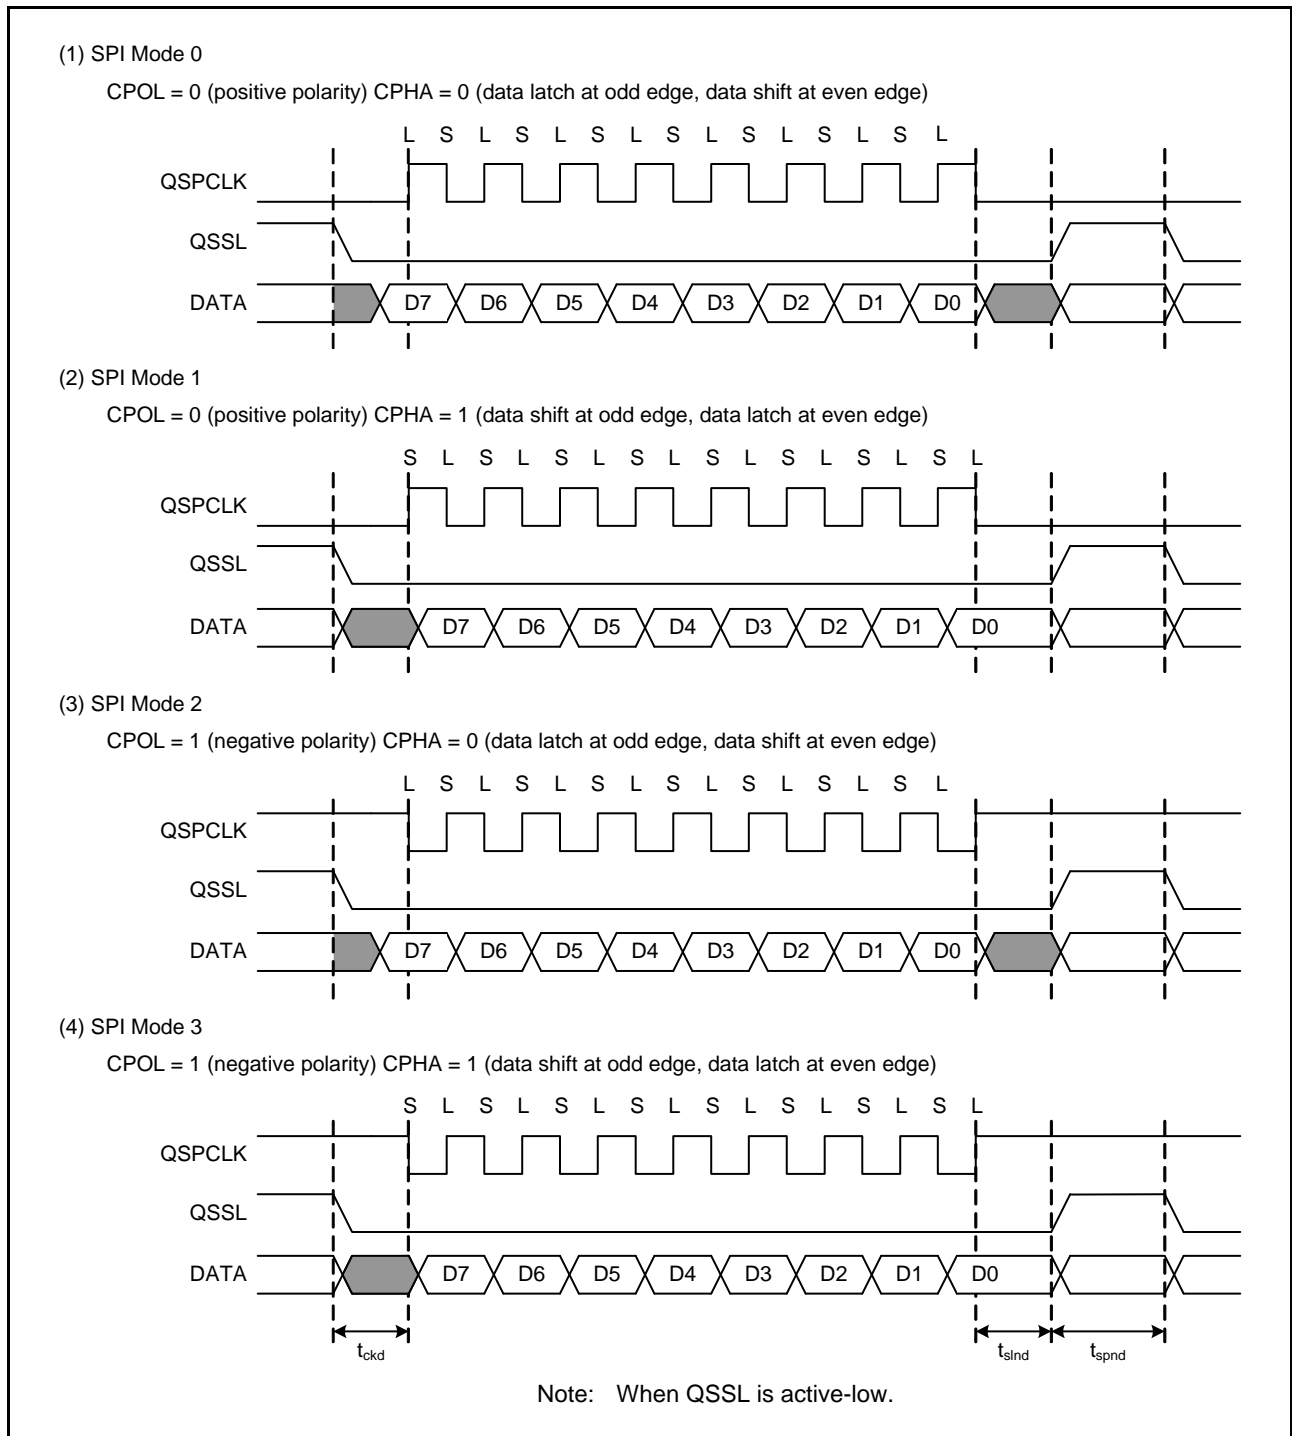 (1) SPI Mode 0
CPOL = 0 (positive polarity) CPHA = 0 (data latch at odd edge, data shift at even edge)
L S L S L S L S L S L S L S L
QSPCLK
QSSL
DATA D7 D6 D5 D4 D3 D2 D1 D0
(2) SPI Mode 1
CPOL = 0 (positive polarity) CPHA = 1 (data shift at odd edge, data latch at even edge)
S L S L S L S L S L S L S L S L
QSPCLK
QSSL
DATA D7 D6 D5 D4 D3 D2 D1 D0
(3) SPI Mode 2
CPOL = 1 (negative polarity) CPHA = 0 (data latch at odd edge, data shift at even edge)
L S L S L S L S L S L S L S L
QSPCLK
QSSL
DATA D7 D6 D5 D4 D3 D2 D1 D0
(4) SPI Mode 3
CPOL = 1 (negative polarity) CPHA = 1 (data shift at odd edge, data latch at even edge)
S L S L S L S L S L S L S L S L
QSPCLK
QSSL
DATA D7 D6 D5 D4 D3 D2 D1 D0
tckd tslnd tspnd
Note: When QSSL is active-low.